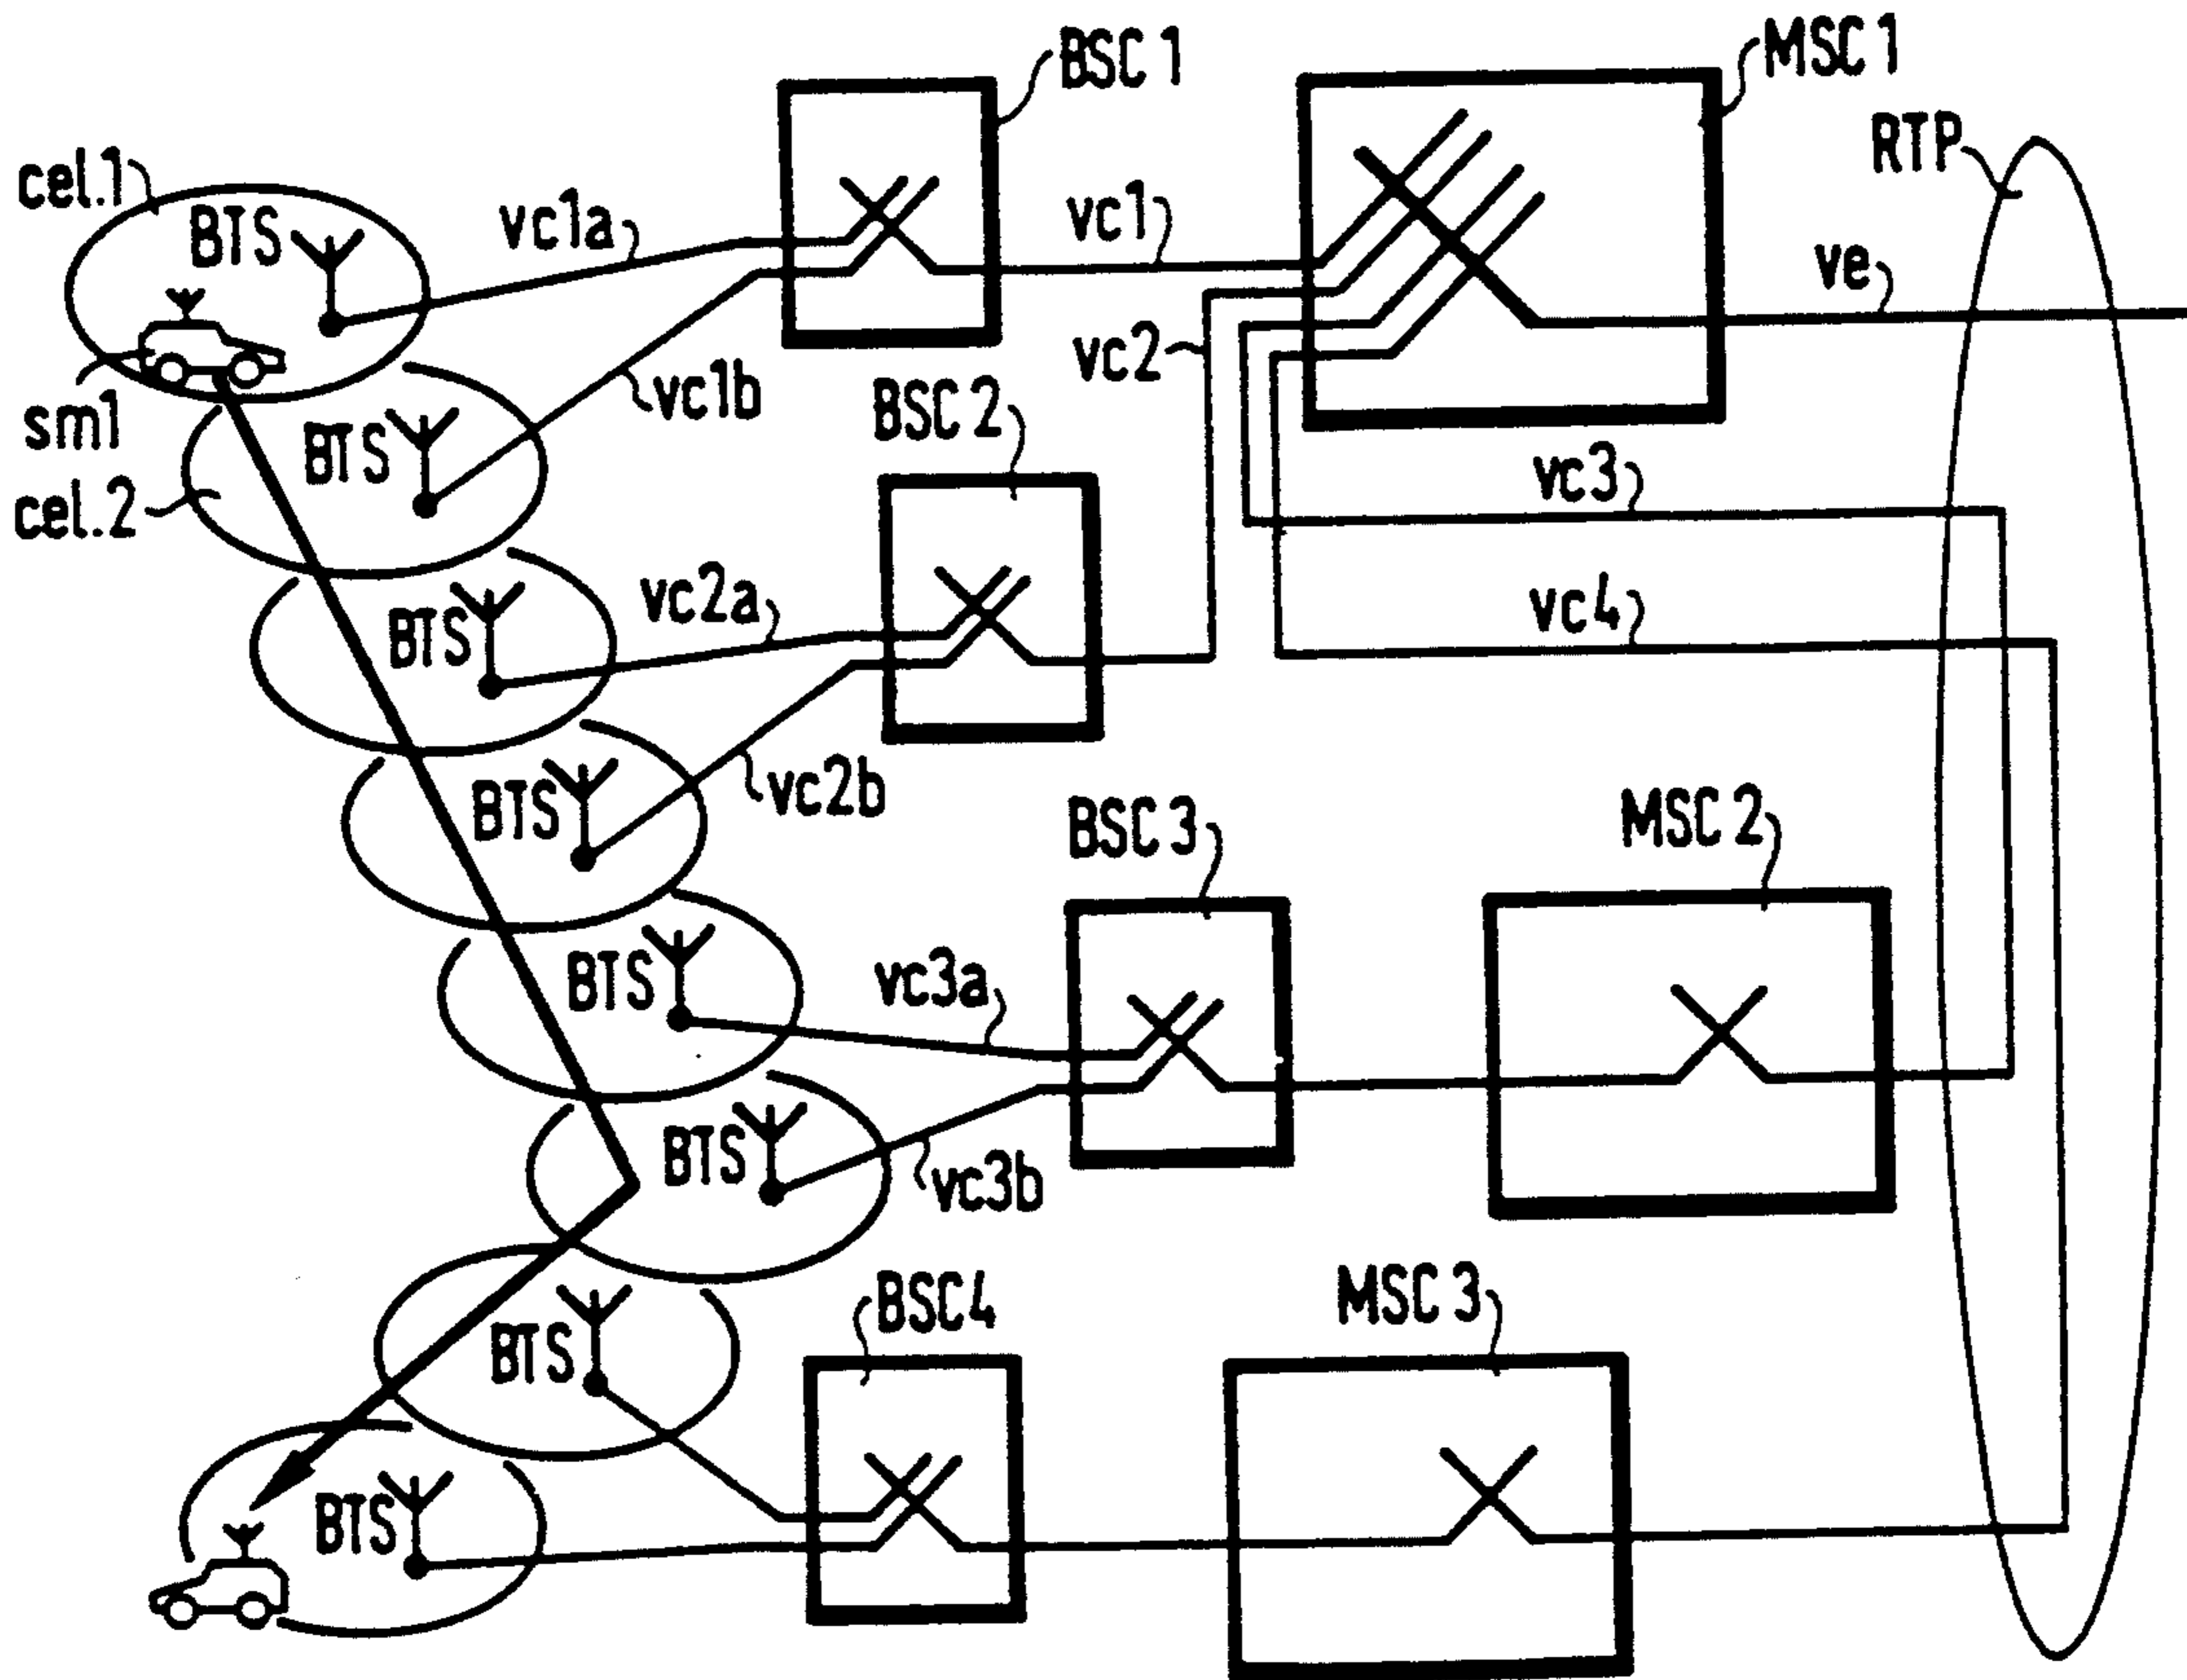 BSC 1
MSC 1
RTP
cel.1
BTS
vc1a
vc1
ve
vc2
sm1
vc1b
BSC 2
BTS
cel.2
vc3
vc2a
vc4
BTS
vc2b
BTS
BSC 3
MSC 2
vc3a
BTS
BTS
vc3b
BSC4
MSC 3
BTS
BTS